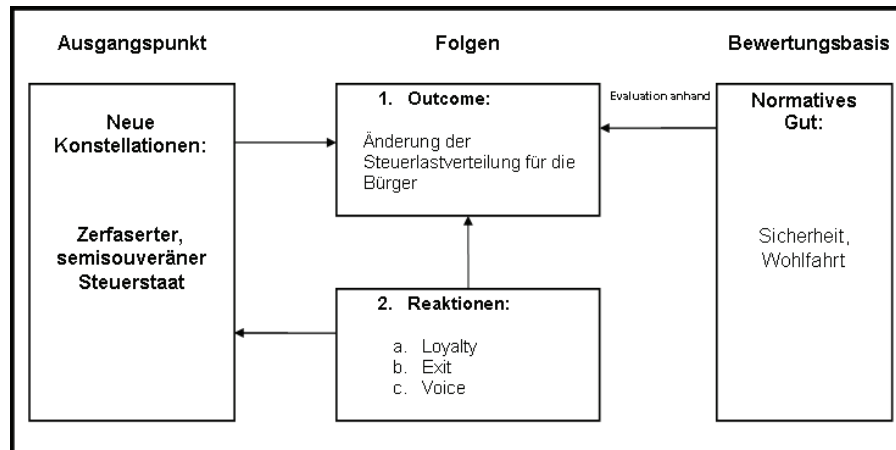 Ausgangspunkt
Folgen
Bewertungsbasis
Neue
Konstellationen:
Zerfaserter,
semisouveräner
Steuerstaat
1. Outcome:
Änderung der
Steuerlastverteilung für die
Bürger
2. Reaktionen:
a. Loyalty
b. Exit
c. Voice
Evaluation anhand
Normatives
Gut:
Sicherheit,
Wohlfahrt